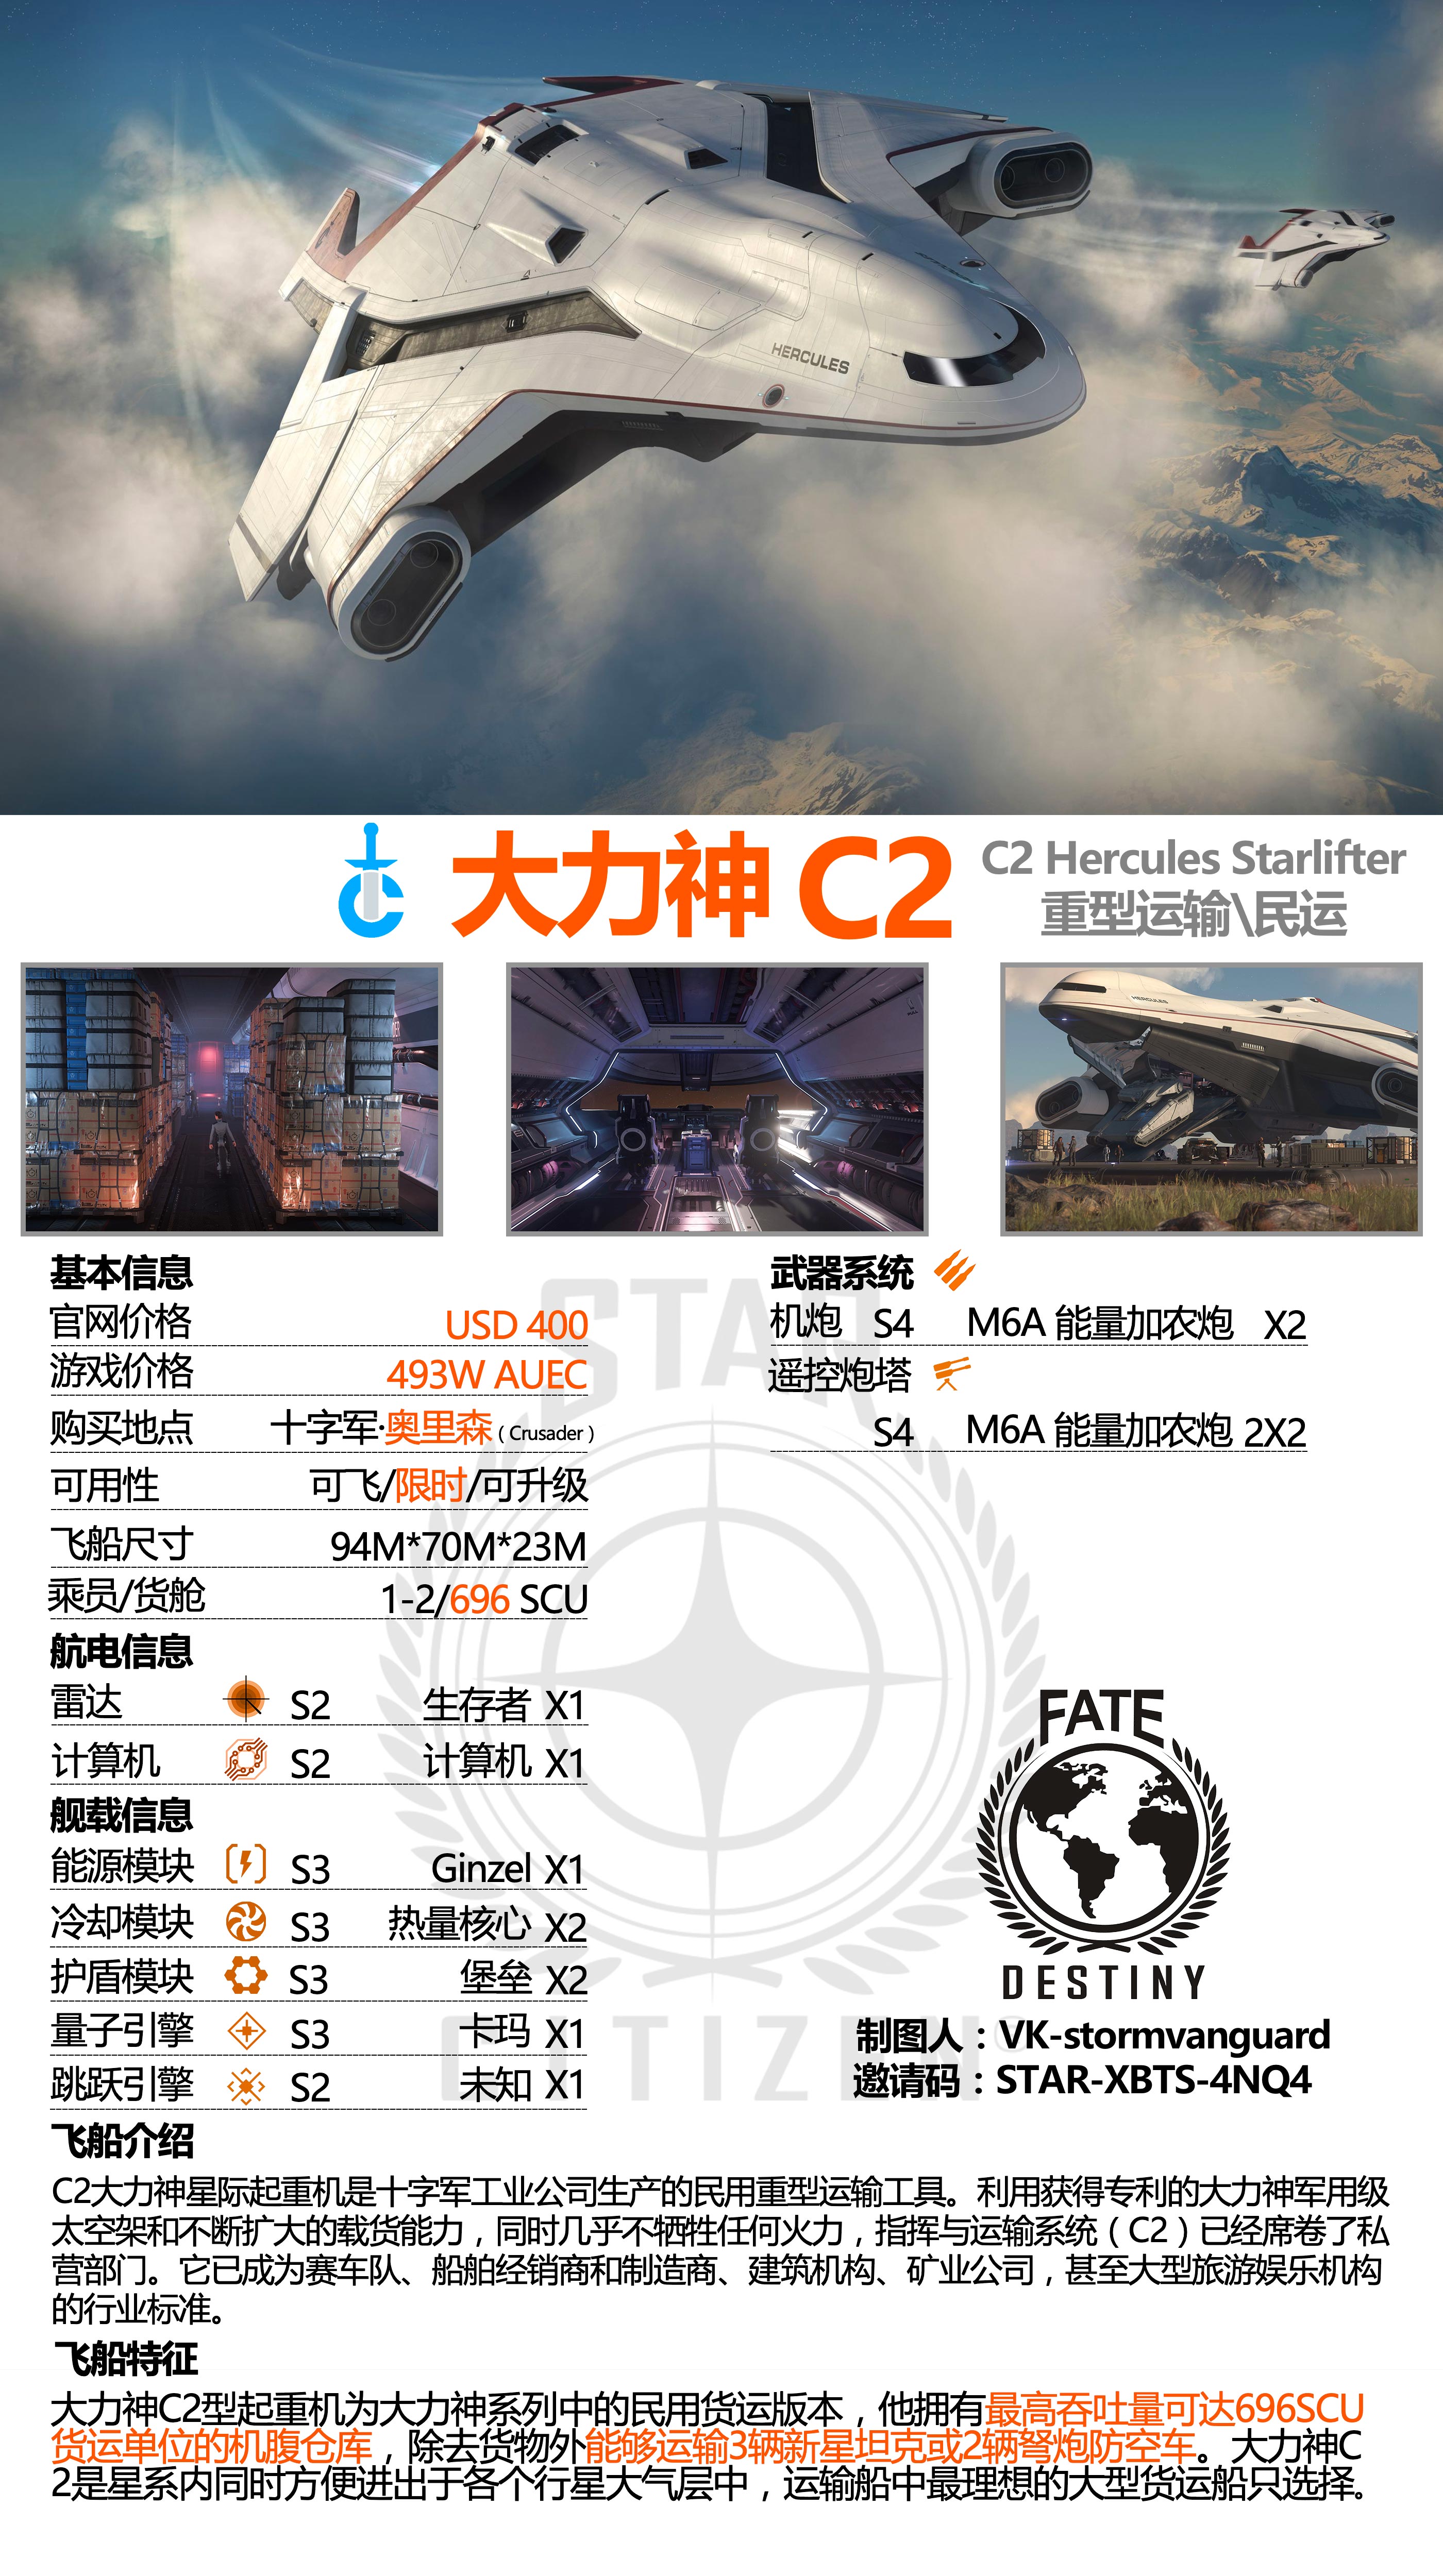 HERCULES
大力神 C2
C2 Hercules Starlifter
重型运输\民运
HERCULES
基本信息
官网价格 USD 400
游戏价格 493W AUEC
购买地点 十字军·奥里森（Crusader）
可用性 可飞/限时/可升级
飞船尺寸 94M*70M*23M
乘员/货舱 1-2/696 SCU
航电信息
雷达 S2 生存者 X1
计算机 S2 计算机 X1
舰载信息
能源模块 S3 Ginzel X1
冷却模块 S3 热量核心 X2
护盾模块 S3 堡垒 X2
量子引擎 S3 卡玛 X1
跳跃引擎 S2 未知 X1
武器系统
机炮 S4 M6A 能量加农炮 X2
遥控炮塔
S4 M6A 能量加农炮 2X2
STAR
CITIZEN
FATE
DESTINY
制图人：VK-stormvanguard
邀请码：STAR-XBTS-4NQ4
飞船介绍
C2大力神星际起重机是十字军工业公司生产的民用重型运输工具。利用获得专利的大力神军用级
太空架和不断扩大的载货能力，同时几乎不牺牲任何火力，指挥与运输系统（C2）已经席卷了私
营部门。它已成为赛车队、船舶经销商和制造商、建筑机构、矿业公司，甚至大型旅游娱乐机构
的行业标准。
飞船特征
大力神C2型起重机为大力神系列中的民用货运版本，他拥有最高吞吐量可达696SCU
货运单位的机腹仓库，除去货物外能够运输3辆新星坦克或2辆弩炮防空车。大力神C
2是星系内同时方便进出于各个行星大气层中，运输船中最理想的大型货运船只选择。